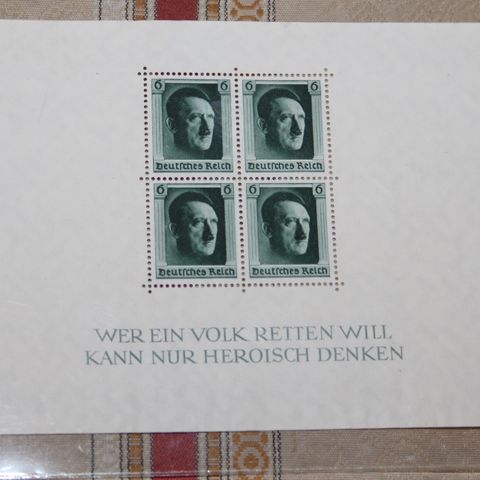 6 6
Deutsches Reich
6 6
Deutsches Reich
6 6
Deutsches Reich
6 6
Deutsches Reich
WER EIN VOLK RETTEN WILL
KANN NUR HEROISCH DENKEN